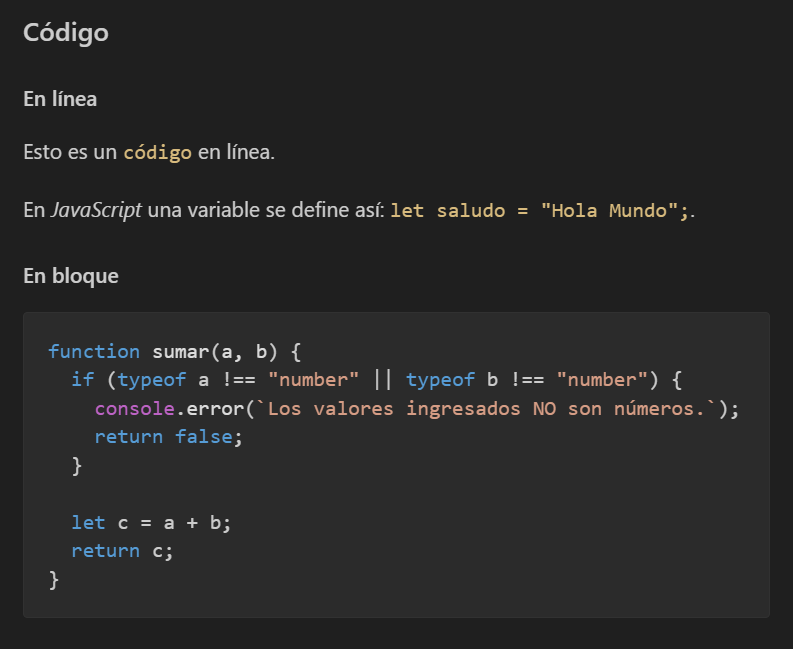 Código
En línea
Esto es un código en línea.
En JavaScript una variable se define así: let saludo = "Hola Mundo";.
En bloque
function sumar(a, b) {
  if (typeof a !== "number" || typeof b !== "number") {
    console.error(`Los valores ingresados NO son números.`);
    return false;
  }

  let c = a + b;
  return c;
}